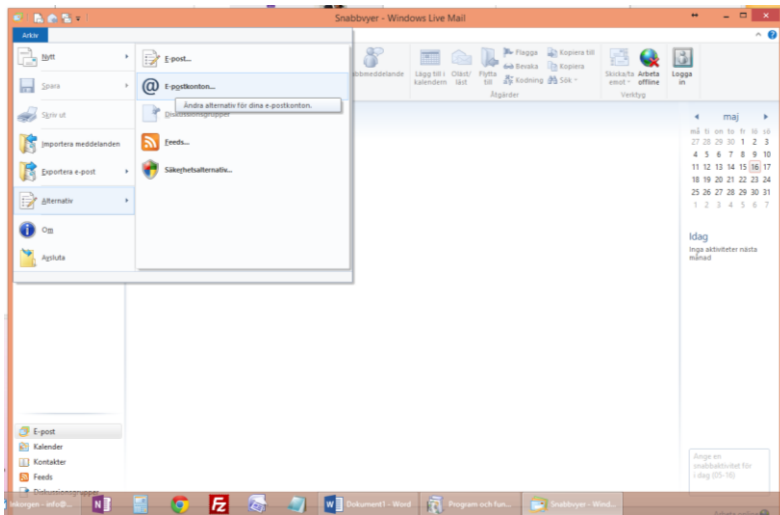 Snabbvyer - Windows Live Mail
Arkiv
Nytt
Spara
Skriv ut
Importera meddelanden
Exportera e-post
Alternativ
Om
Avsluta
E-post...
E-postkonton...
Ändra alternativ för dina e-postkonton.
Diskussionsgrupper
Feeds...
Säkerhetsalternativ...
Lägg till i kalendern
Oläst/läst
Flytta till
Flagga
Bevaka
Kodning
Kopiera till
Kopiera
Sök
Åtgärder
Skicka/ta emot
Arbeta offline
Verktyg
Logga in
maj
må ti on to fr lö sö
27 28 29 30 1 2 3
4 5 6 7 8 9 10
11 12 13 14 15 16 17
18 19 20 21 22 23 24
25 26 27 28 29 30 31
1 2 3 4 5 6 7
Idag
Inga aktiviteter nästa
månad
E-post
Kalender
Kontakter
Feeds
Diskussionsgrupper
Ange en
snabbaktivitet för
i dag (05-16)
Dokument1 - Word
Program och fun...
Snabbvyer - Wind...